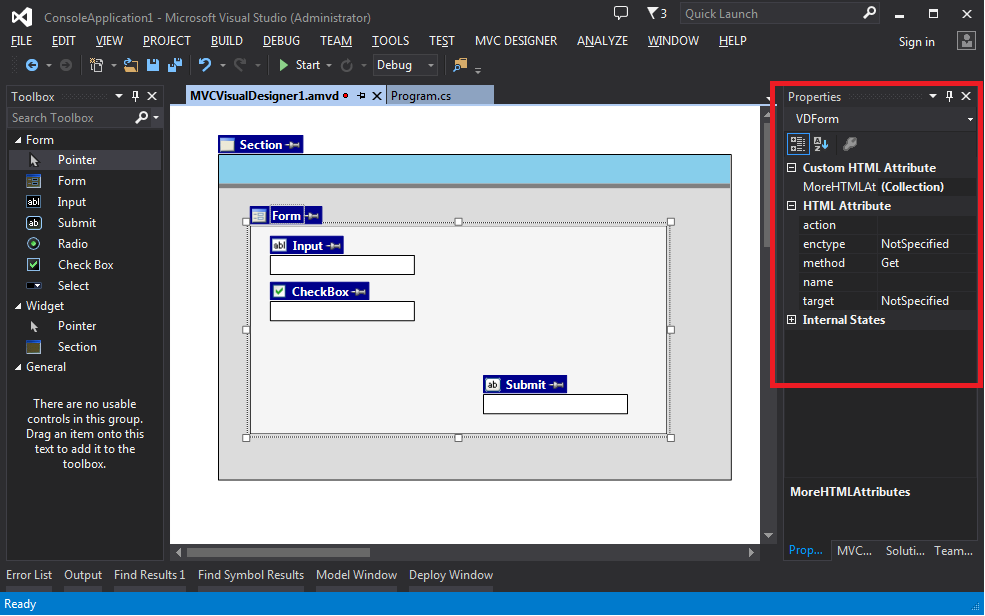 ConsoleApplication1 - Microsoft Visual Studio (Administrator)
3
Quick Launch
FILE EDIT VIEW PROJECT BUILD DEBUG TEAM TOOLS TEST MVC DESIGNER ANALYZE WINDOW HELP
Sign in
Start
Debug
Toolbox
Search Toolbox
Form
Pointer
Form
abl Input
ab Submit
Radio
Check Box
Select
Widget
Pointer
Section
General
There are no usable
controls in this group.
Drag an item onto this
text to add it to the
toolbox.
MVCVisualDesigner1.amvd
Program.cs
Section
Form
abl Input
CheckBox
ab Submit
Properties
VDForm
Custom HTML Attribute
MoreHTMLAt (Collection)
HTML Attribute
action
enctype NotSpecified
method Get
name
target NotSpecified
Internal States
MoreHTMLAttributes
Prop... MVC... Soluti... Team...
Error List Output Find Results 1 Find Symbol Results Model Window Deploy Window
Ready